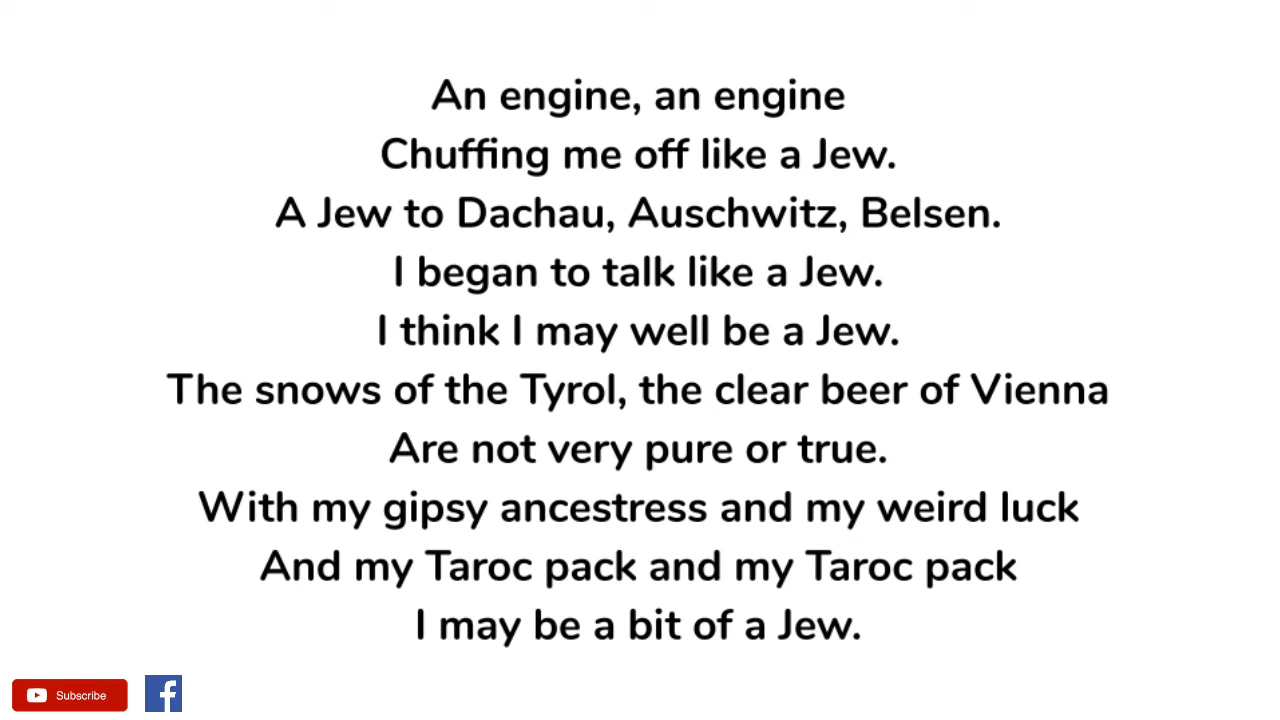 An engine, an engine
Chuffing me off like a Jew.
A Jew to Dachau, Auschwitz, Belsen.
I began to talk like a Jew.
I think I may well be a Jew.
The snows of the Tyrol, the clear beer of Vienna
Are not very pure or true.
With my gipsy ancestress and my weird luck
And my Taroc pack and my Taroc pack
I may be a bit of a Jew.
Subscribe